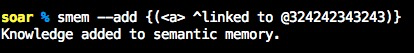 soar % smem --add {(<a> ^linked to @324242343243)}
Knowledge added to semantic memory.